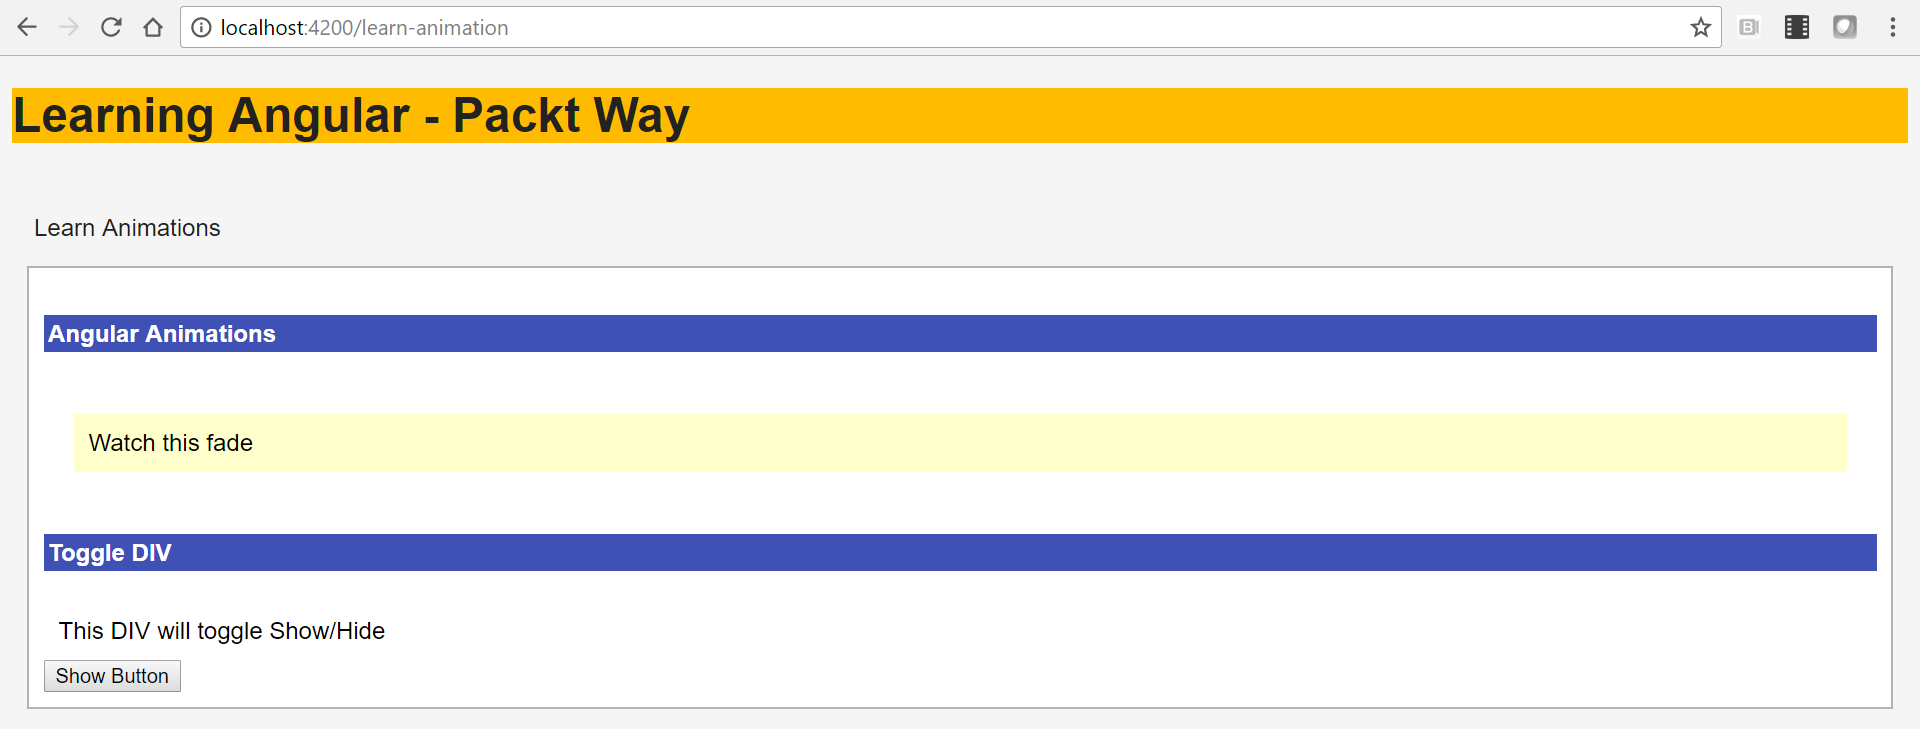 localhost:4200/learn-animation
Learning Angular - Packt Way
Learn Animations
Angular Animations
Watch this fade
Toggle DIV
This DIV will toggle Show/Hide
Show Button